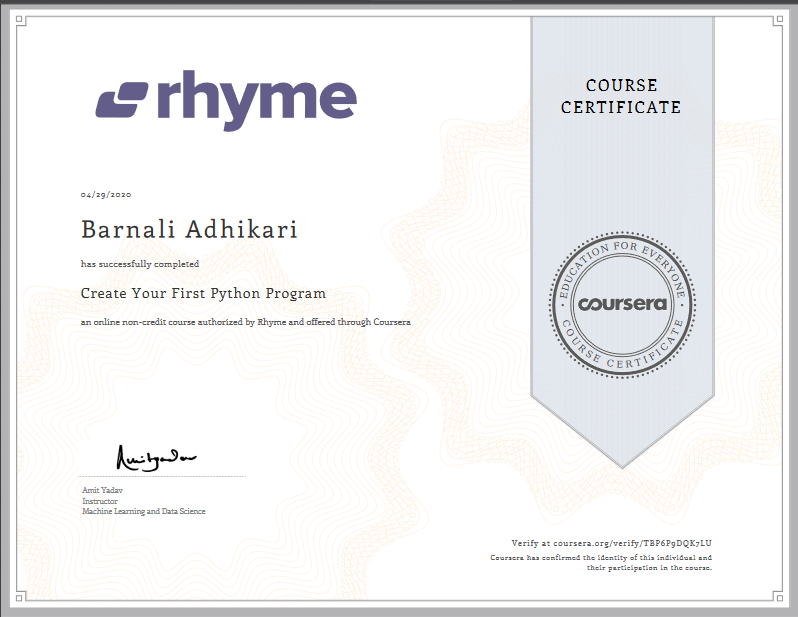 rhyme
COURSE
CERTIFICATE
04/29/2020
Barnali Adhikari
has successfully completed
Create Your First Python Program
an online non-credit course authorized by Rhyme and offered through Coursera
EDUCATION FOR EVERYONE
coursera
COURSE CERTIFICATE
Amit Yadav
Amit Yadav
Instructor
Machine Learning and Data Science
Verify at coursera.org/verify/TBP6P9DQK7LU
Coursera has confirmed the identity of this individual and
their participation in the course.